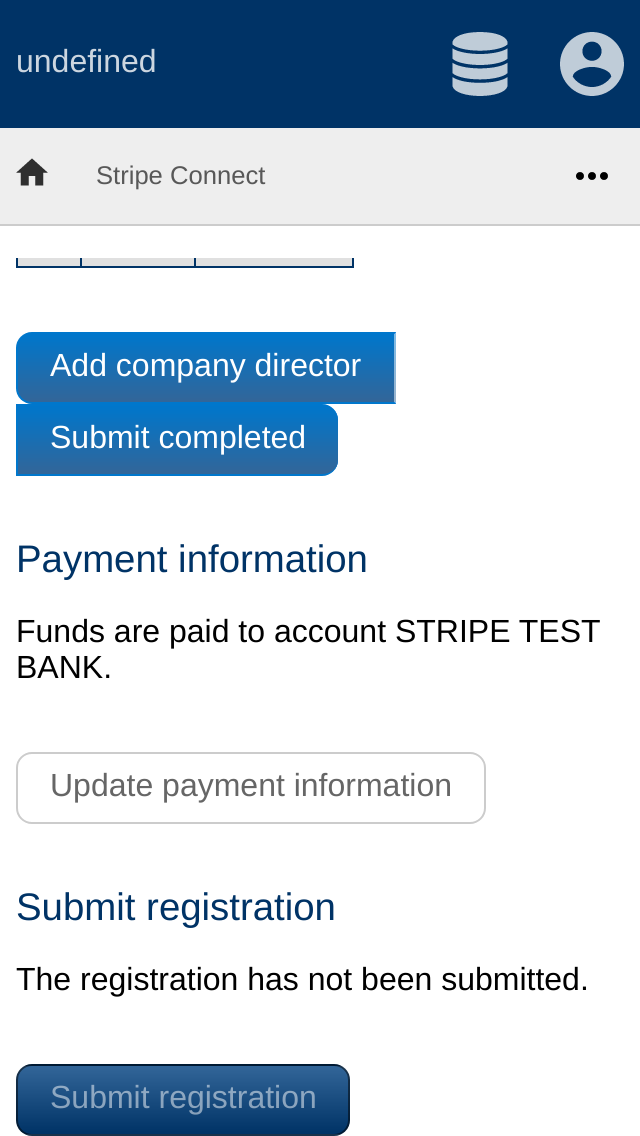 undefined
Stripe Connect
Add company director
Submit completed
Payment information
Funds are paid to account STRIPE TEST
BANK.
Update payment information
Submit registration
The registration has not been submitted.
Submit registration